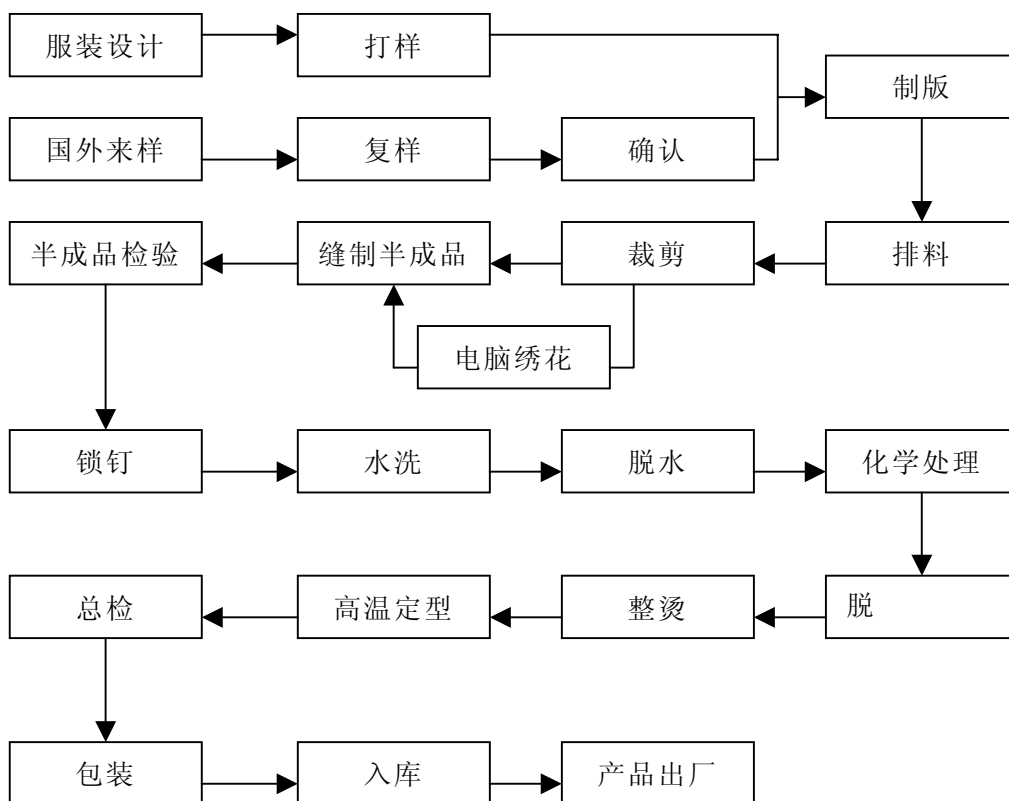 服装设计
打样
制版
国外来样
复样
确认
半成品检验
缝制半成品
裁剪
排料
电脑绣花
锁钉
水洗
脱水
化学处理
总检
高温定型
整烫
脱
包装
入库
产品出厂